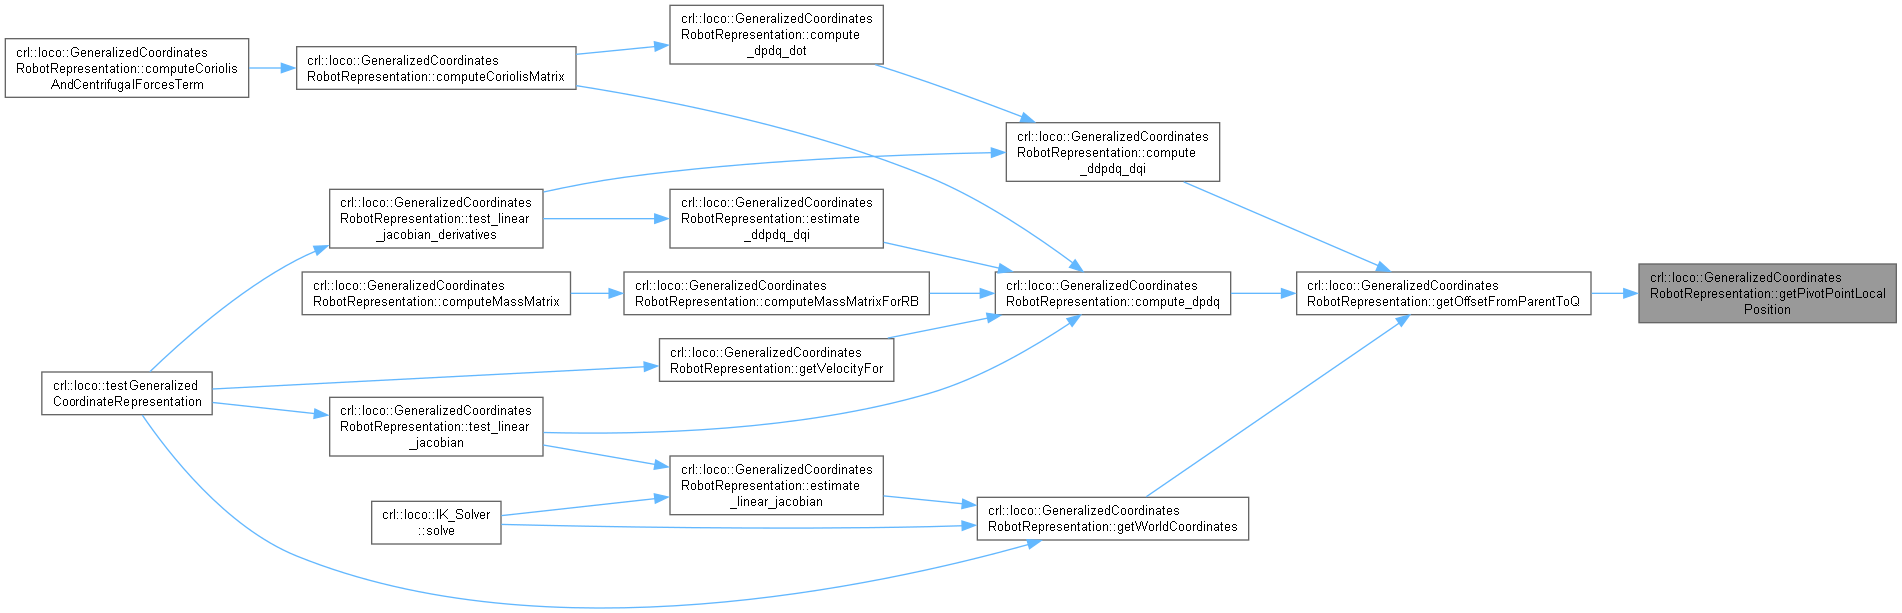 crl::loco::GeneralizedCoordinates
RobotRepresentation::computeCoriolis
AndCentrifugalForcesTerm
crl::loco::GeneralizedCoordinates
RobotRepresentation::computeCoriolisMatrix
crl::loco::GeneralizedCoordinates
RobotRepresentation::compute
_dpdq_dot
crl::loco::GeneralizedCoordinates
RobotRepresentation::compute
_ddpdq_dqi
crl::loco::GeneralizedCoordinates
RobotRepresentation::test_linear
_jacobian_derivatives
crl::loco::GeneralizedCoordinates
RobotRepresentation::estimate
_ddpdq_dqi
crl::loco::GeneralizedCoordinates
RobotRepresentation::computeMassMatrix
crl::loco::GeneralizedCoordinates
RobotRepresentation::computeMassMatrixForRB
crl::loco::GeneralizedCoordinates
RobotRepresentation::compute_dpdq
crl::loco::GeneralizedCoordinates
RobotRepresentation::getOffsetFromParentToQ
crl::loco::GeneralizedCoordinates
RobotRepresentation::getPivotPointLocal
Position
crl::loco::GeneralizedCoordinates
RobotRepresentation::getVelocityFor
crl::loco::testGeneralized
CoordinateRepresentation
crl::loco::GeneralizedCoordinates
RobotRepresentation::test_linear
_jacobian
crl::loco::GeneralizedCoordinates
RobotRepresentation::estimate
_linear_jacobian
crl::loco::IK_Solver
::solve
crl::loco::GeneralizedCoordinates
RobotRepresentation::getWorldCoordinates